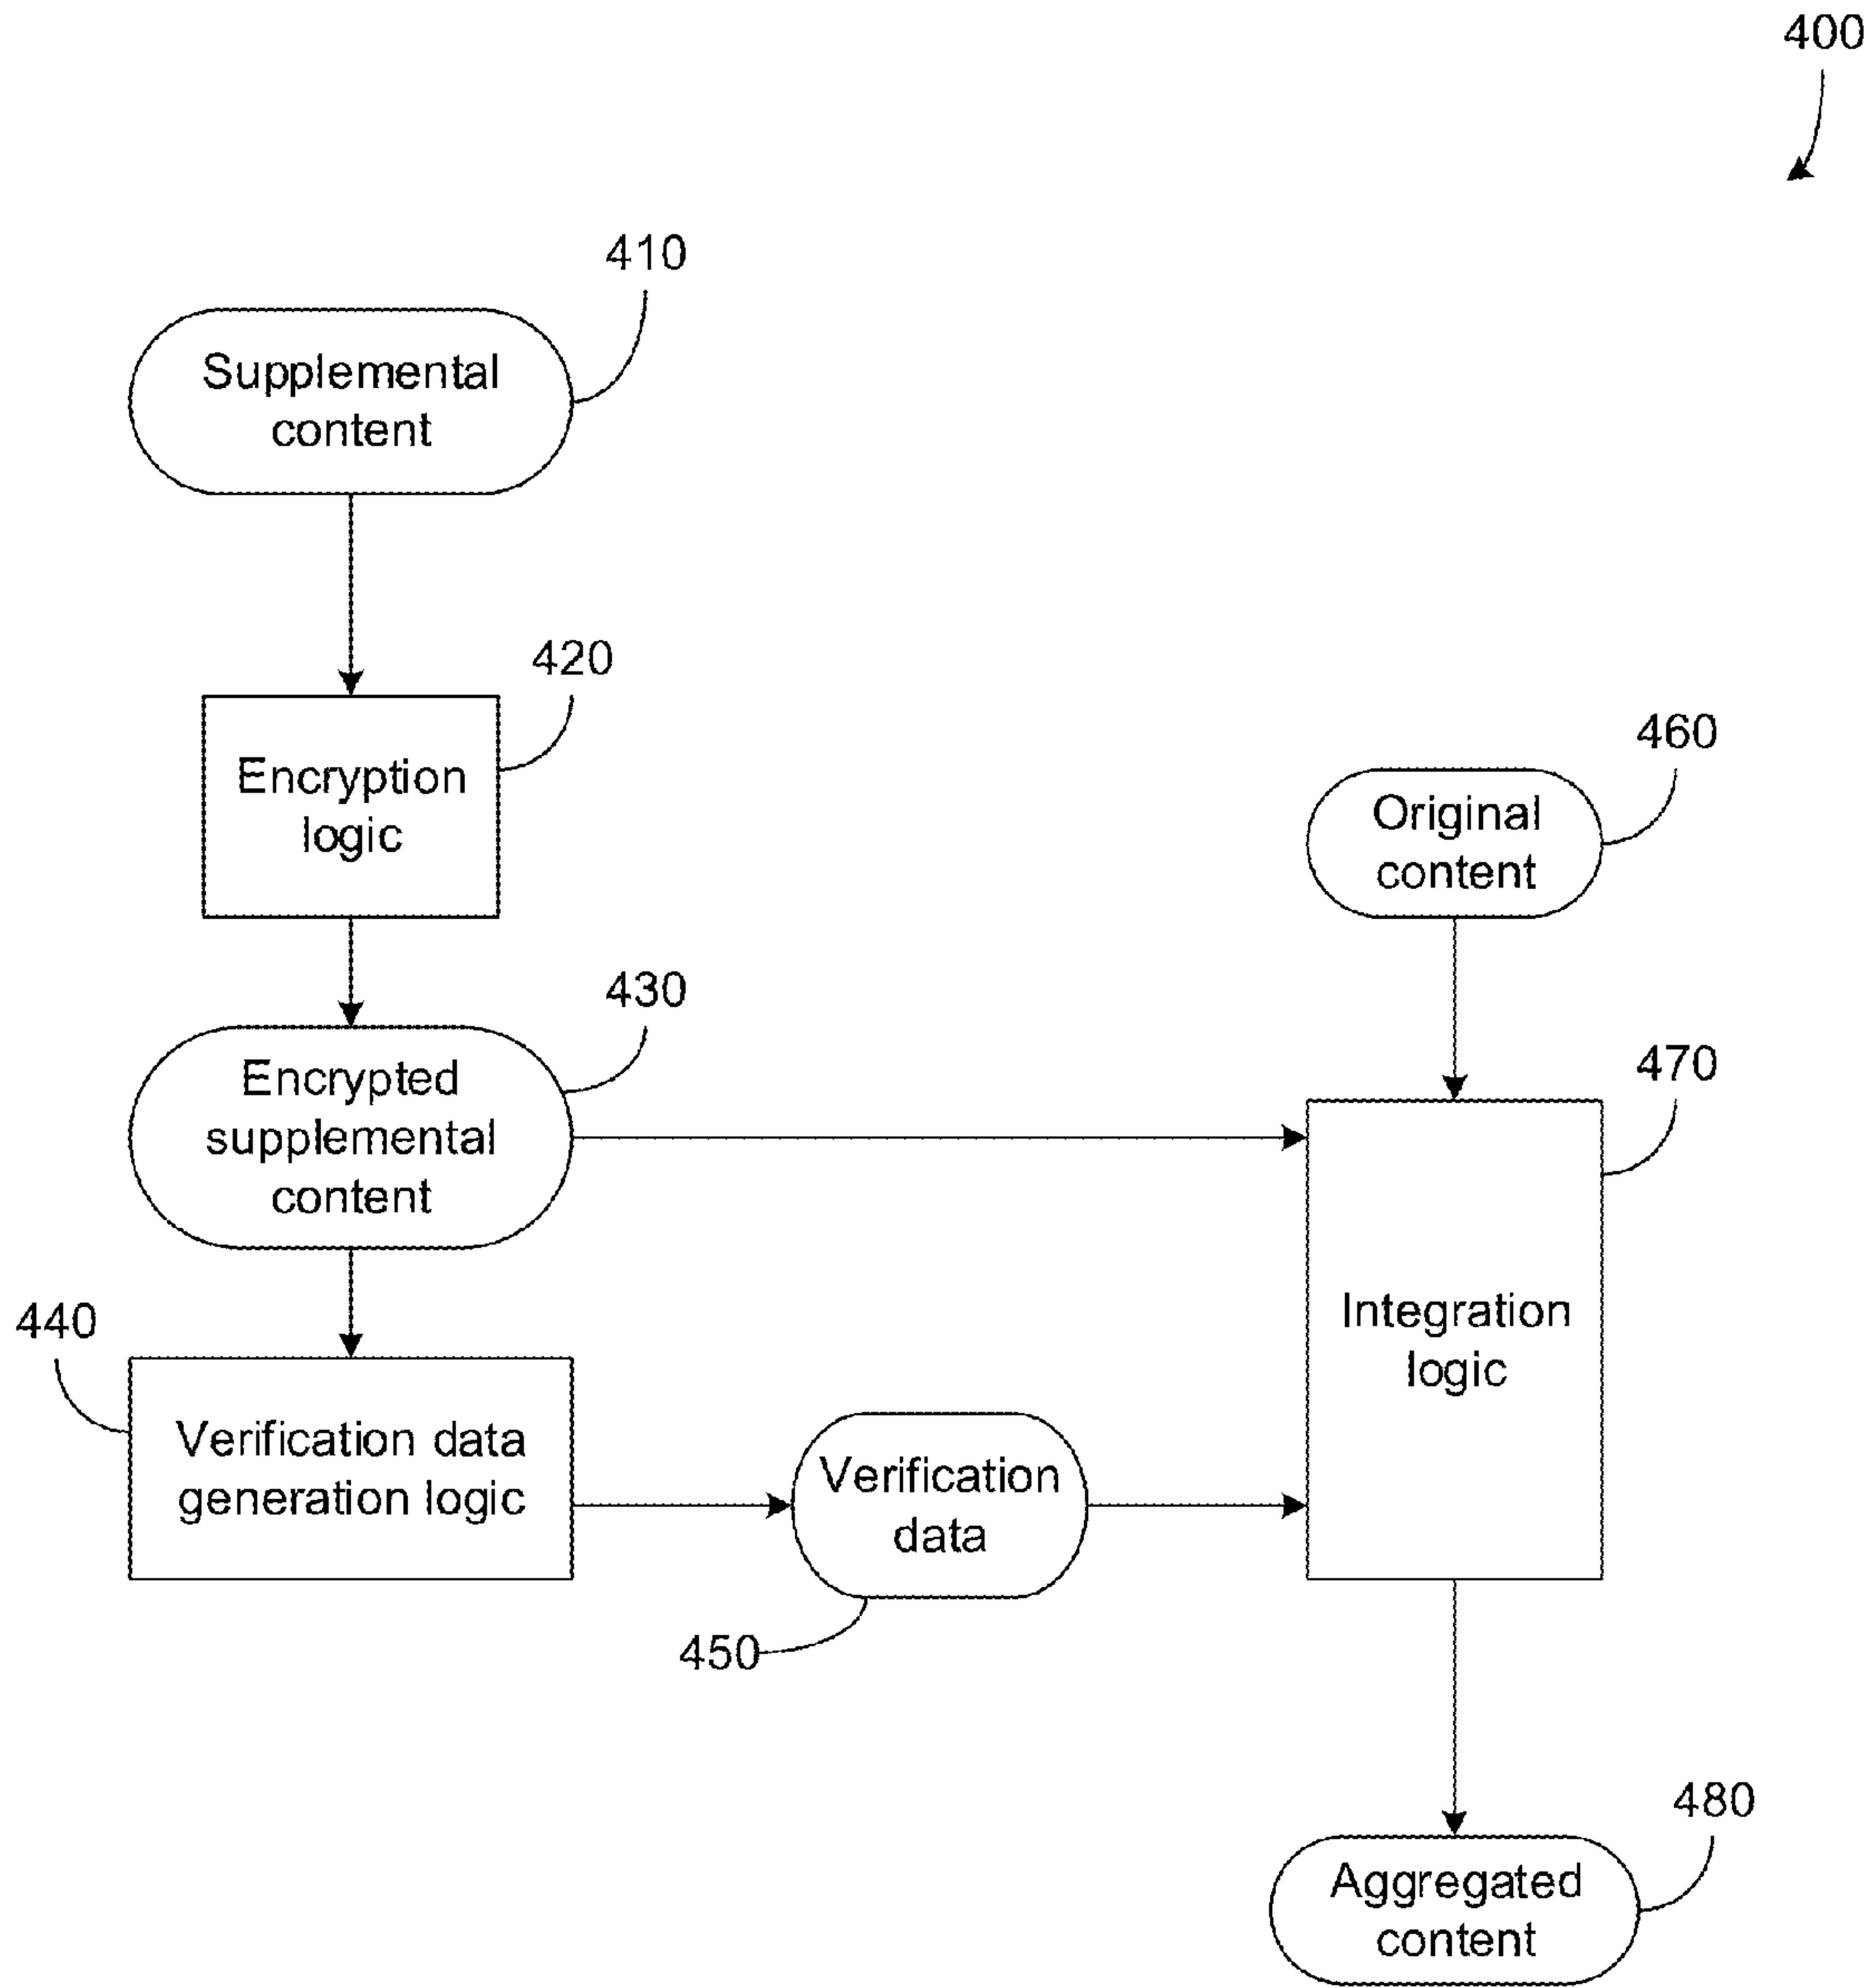 400
410
Supplemental
content
420
Encryption
logic
460
Original
content
430
Encrypted
supplemental
content
470
Integration
logic
440
Verification data
generation logic
Verification
data
450
480
Aggregated
content